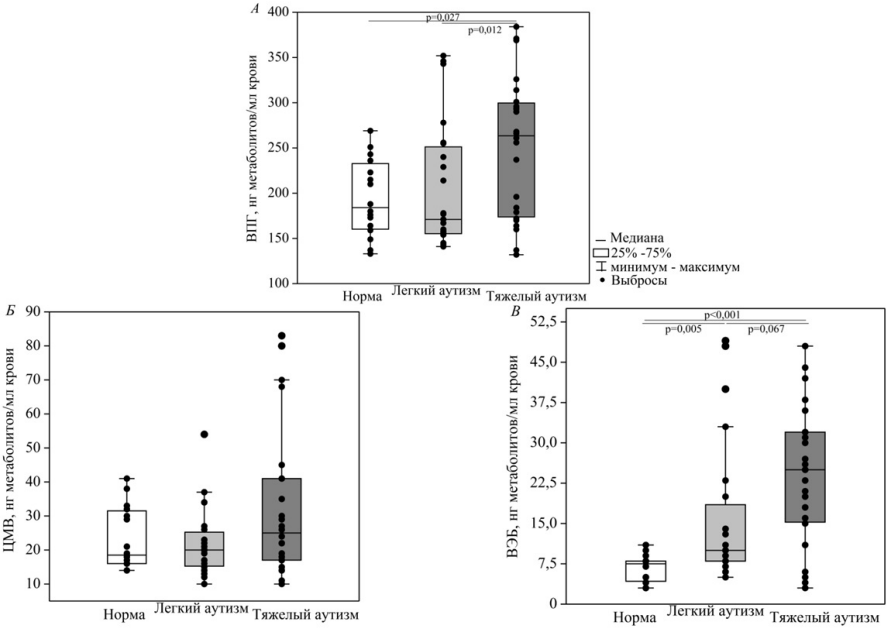 А
p=0,027
p=0,012
ВПГ, нг метаболитов/мл крови
400
350
300
250
200
150
100
Норма
Легкий аутизм
Тяжелый аутизм
Медиана
25% -75%
минимум - максимум
Выбросы
Б
ЦМВ, нг метаболитов/мл крови
90
80
70
60
50
40
30
20
10
Норма
Легкий аутизм
Тяжелый аутизм
В
p<0,001
p=0,005
p=0,067
ВЭБ, нг метаболитов/мл крови
52,5
45,0
37,5
30,0
22,5
15,0
7,5
0
Норма
Легкий аутизм
Тяжелый аутизм